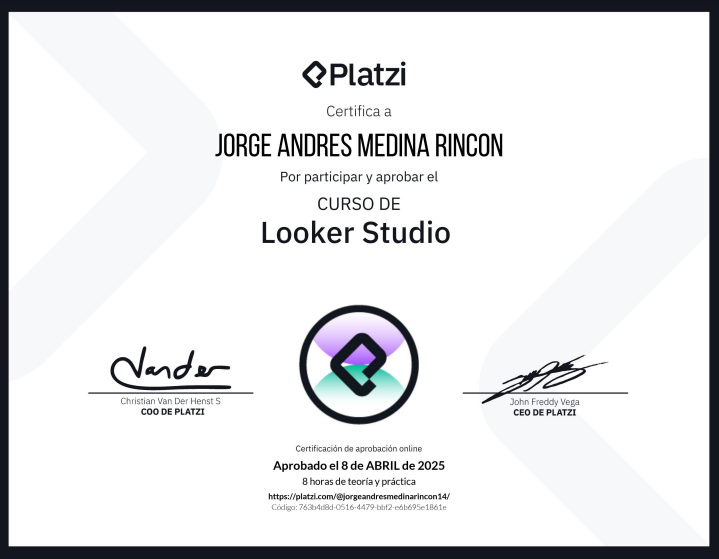 Platzi
Certifica a
JORGE ANDRES MEDINA RINCON
Por participar y aprobar el
CURSO DE
Looker Studio
Vander
Christian Van Der Henst S
COO DE PLATZI
John Freddy Vega
CEO DE PLATZI
Certificación de aprobación online
Aprobado el 8 de ABRIL de 2025
8 horas de teoría y práctica
https://platzi.com/@jorgeandresmedinarincon14/
Código: 763b4d8d-0516-4479-bbf2-e6b695e1861e